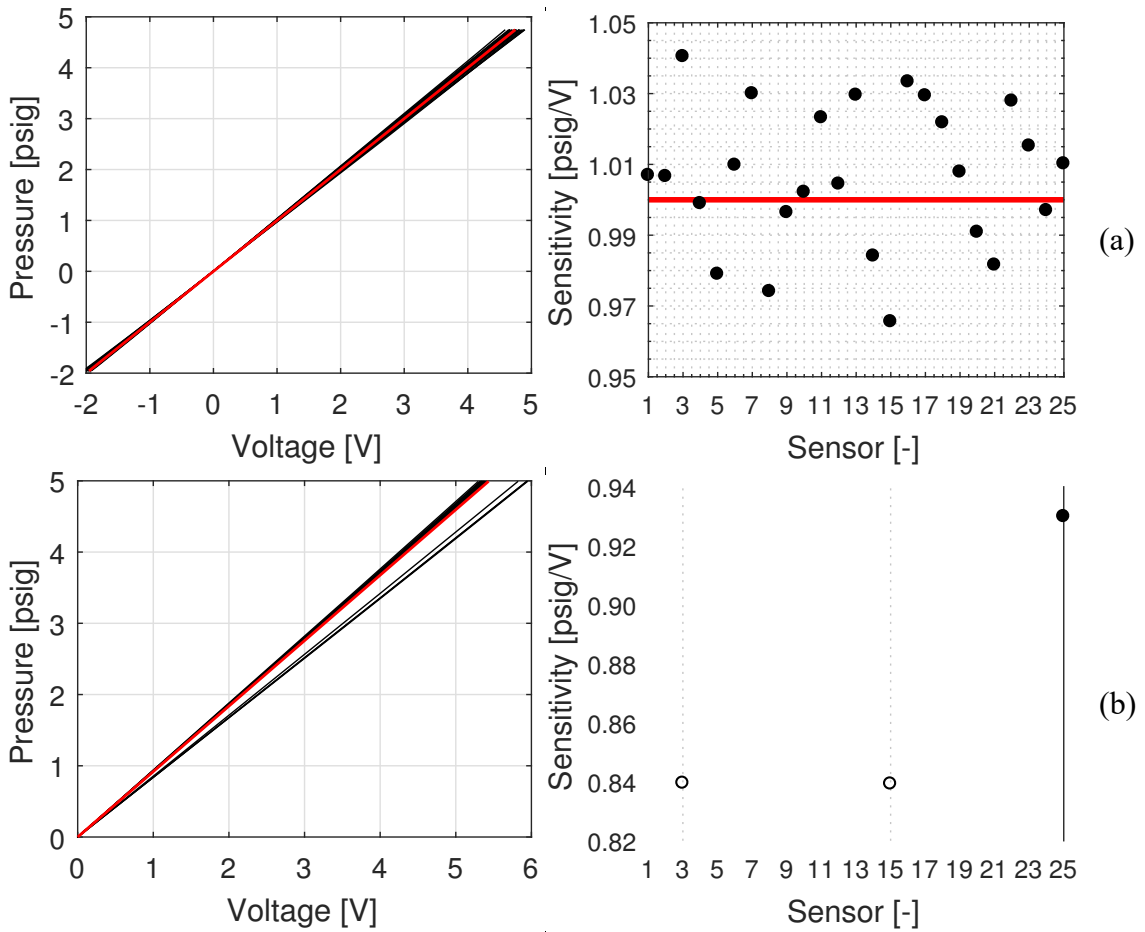 5
4
3
2
1
0
-1
-2
Pressure [psig]
-2 -1 0 1 2 3 4 5
Voltage [V]
1.05
1.03
1.01
0.99
0.97
0.95
Sensitivity [psig/V]
1 3 5 7 9 11 13 15 17 19 21 23 25
Sensor [-]
(a)
5
4
3
2
1
0
Pressure [psig]
0 1 2 3 4 5 6
Voltage [V]
0.94
0.92
0.90
0.88
0.86
0.84
0.82
Sensitivity [psig/V]
1 3 5 7 9 11 13 15 17 19 21 23 25
Sensor [-]
(b)